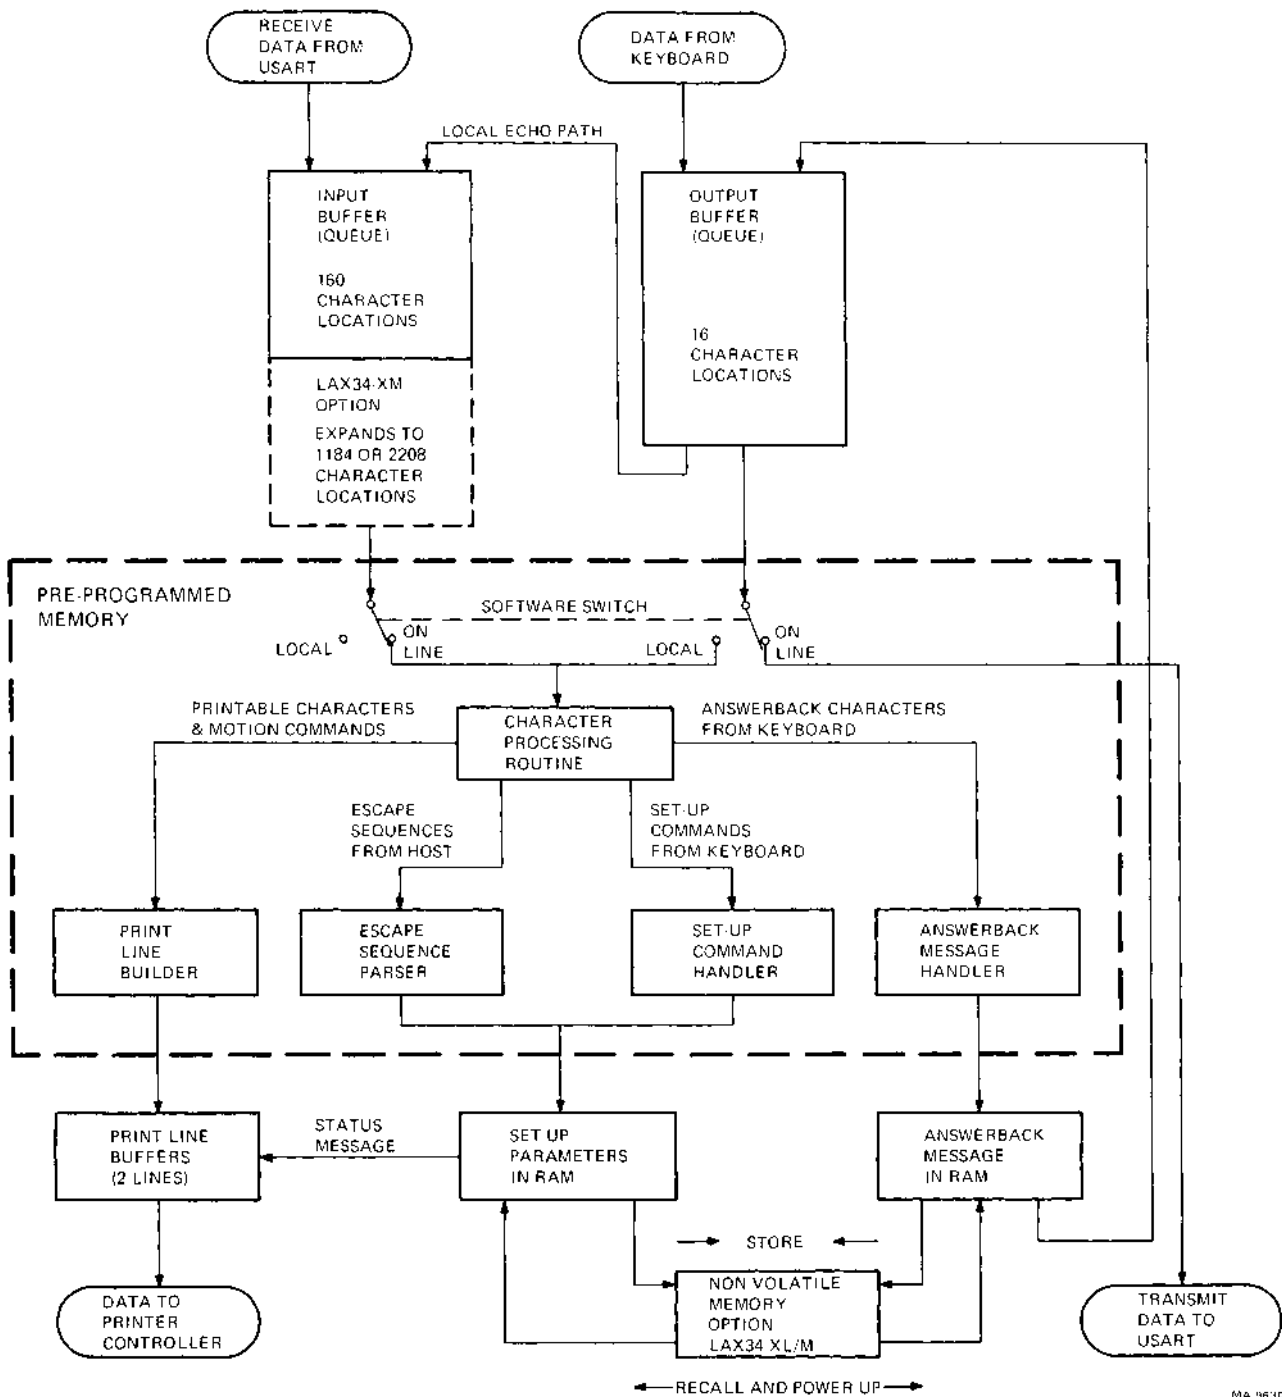 RECEIVE
DATA FROM
USART
DATA FROM
KEYBOARD
LOCAL ECHO PATH
INPUT
BUFFER
(QUEUE)
160
CHARACTER
LOCATIONS
OUTPUT
BUFFER
(QUEUE)
16
CHARACTER
LOCATIONS
LAX34-XM
OPTION
EXPANDS TO
1184 OR 2208
CHARACTER
LOCATIONS
PRE-PROGRAMMED
MEMORY
SOFTWARE SWITCH
LOCAL
ON
LINE
LOCAL
ON
LINE
PRINTABLE CHARACTERS
& MOTION COMMANDS
CHARACTER
PROCESSING
ROUTINE
ANSWERBACK CHARACTERS
FROM KEYBOARD
ESCAPE
SEQUENCES
FROM HOST
SET-UP
COMMANDS
FROM KEYBOARD
PRINT
LINE
BUILDER
ESCAPE
SEQUENCE
PARSER
SET-UP
COMMAND
HANDLER
ANSWERBACK
MESSAGE
HANDLER
PRINT LINE
BUFFERS
(2 LINES)
STATUS
MESSAGE
SET UP
PARAMETERS
IN RAM
ANSWERBACK
MESSAGE
IN RAM
STORE
DATA TO
PRINTER
CONTROLLER
NON VOLATILE
MEMORY
OPTION
LAX34 XL/M
TRANSMIT
DATA TO
USART
RECALL AND POWER UP